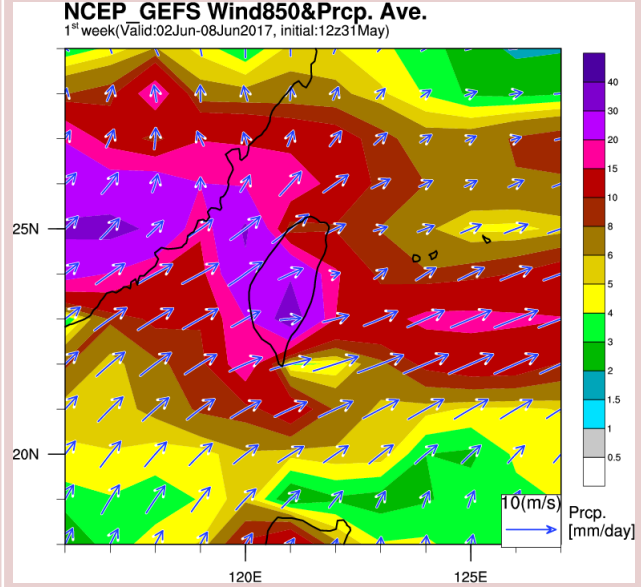 NCEP_GEFS Wind850&Prcp. Ave.
1st week(Valid:02Jun-08Jun2017, initial:12z31May)
40
30
20
15
10
8
6
5
4
3
2
1.5
1
0.5
25N
20N
120E
125E
10(m/s)
Prcp.
[mm/day]